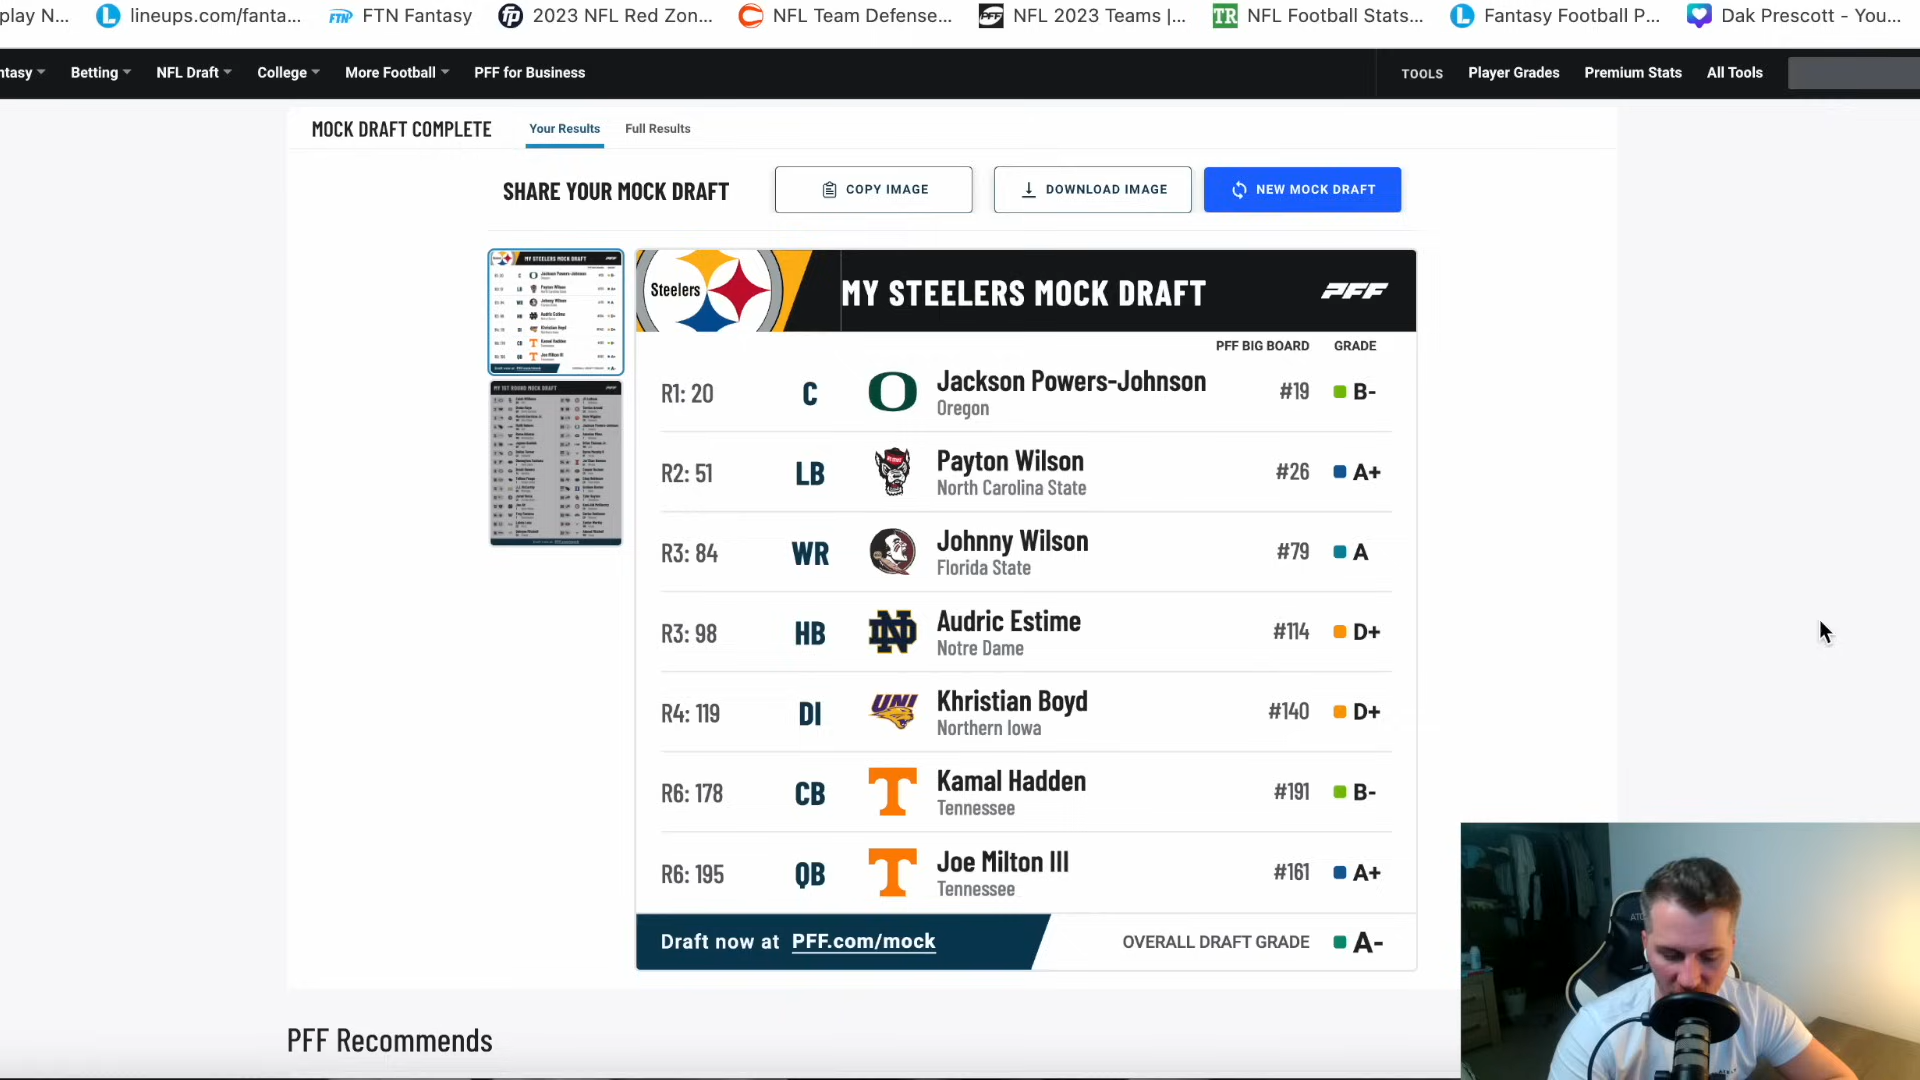 play N...
lineups.com/fanta...
FTN FTN Fantasy
fp 2023 NFL Red Zon...
NFL Team Defense...
PFF NFL 2023 Teams |...
TR NFL Football Stats...
Fantasy Football P...
Dak Prescott - You...
ntasy Betting NFL Draft College More Football PFF for Business TOOLS Player Grades Premium Stats All Tools
MOCK DRAFT COMPLETE Your Results Full Results
SHARE YOUR MOCK DRAFT COPY IMAGE DOWNLOAD IMAGE NEW MOCK DRAFT
Steelers MY STEELERS MOCK DRAFT PFF
PFF BIG BOARD GRADE
R1: 20 C Jackson Powers-Johnson #19 B-
Oregon
R2: 51 LB Payton Wilson #26 A+
North Carolina State
R3: 84 WR Johnny Wilson #79 A
Florida State
R3: 98 HB Audric Estime #114 D+
Notre Dame
R4: 119 DI UNI Khristian Boyd #140 D+
Northern Iowa
R6: 178 CB T Kamal Hadden #191 B-
Tennessee
R6: 195 QB T Joe Milton III #161 A+
Tennessee
Draft now at PFF.com/mock OVERALL DRAFT GRADE A-
PFF Recommends